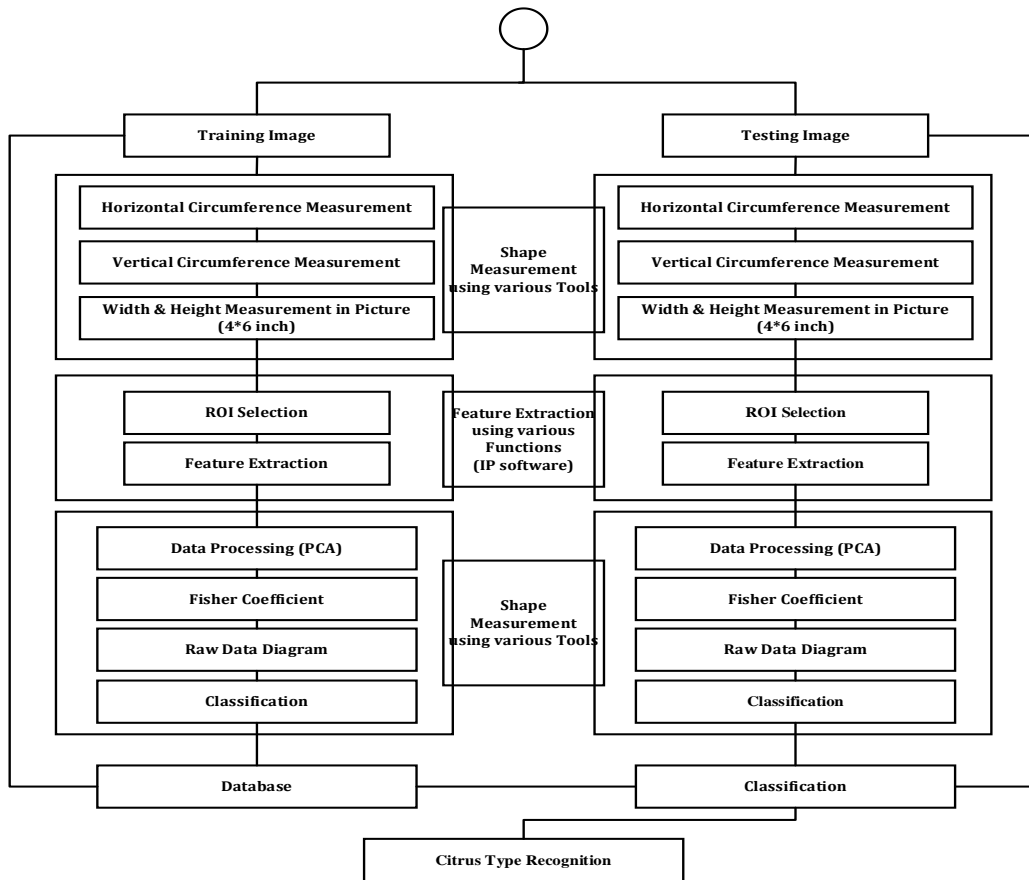 Training Image
Testing Image
Horizontal Circumference Measurement
Vertical Circumference Measurement
Width & Height Measurement in Picture
(4*6 inch)
Shape
Measurement
using various Tools
Horizontal Circumference Measurement
Vertical Circumference Measurement
Width & Height Measurement in Picture
(4*6 inch)
ROI Selection
Feature Extraction
Feature Extraction
using various
Functions
(IP software)
ROI Selection
Feature Extraction
Data Processing (PCA)
Fisher Coefficient
Raw Data Diagram
Classification
Shape
Measurement
using various Tools
Data Processing (PCA)
Fisher Coefficient
Raw Data Diagram
Classification
Database
Classification
Citrus Type Recognition